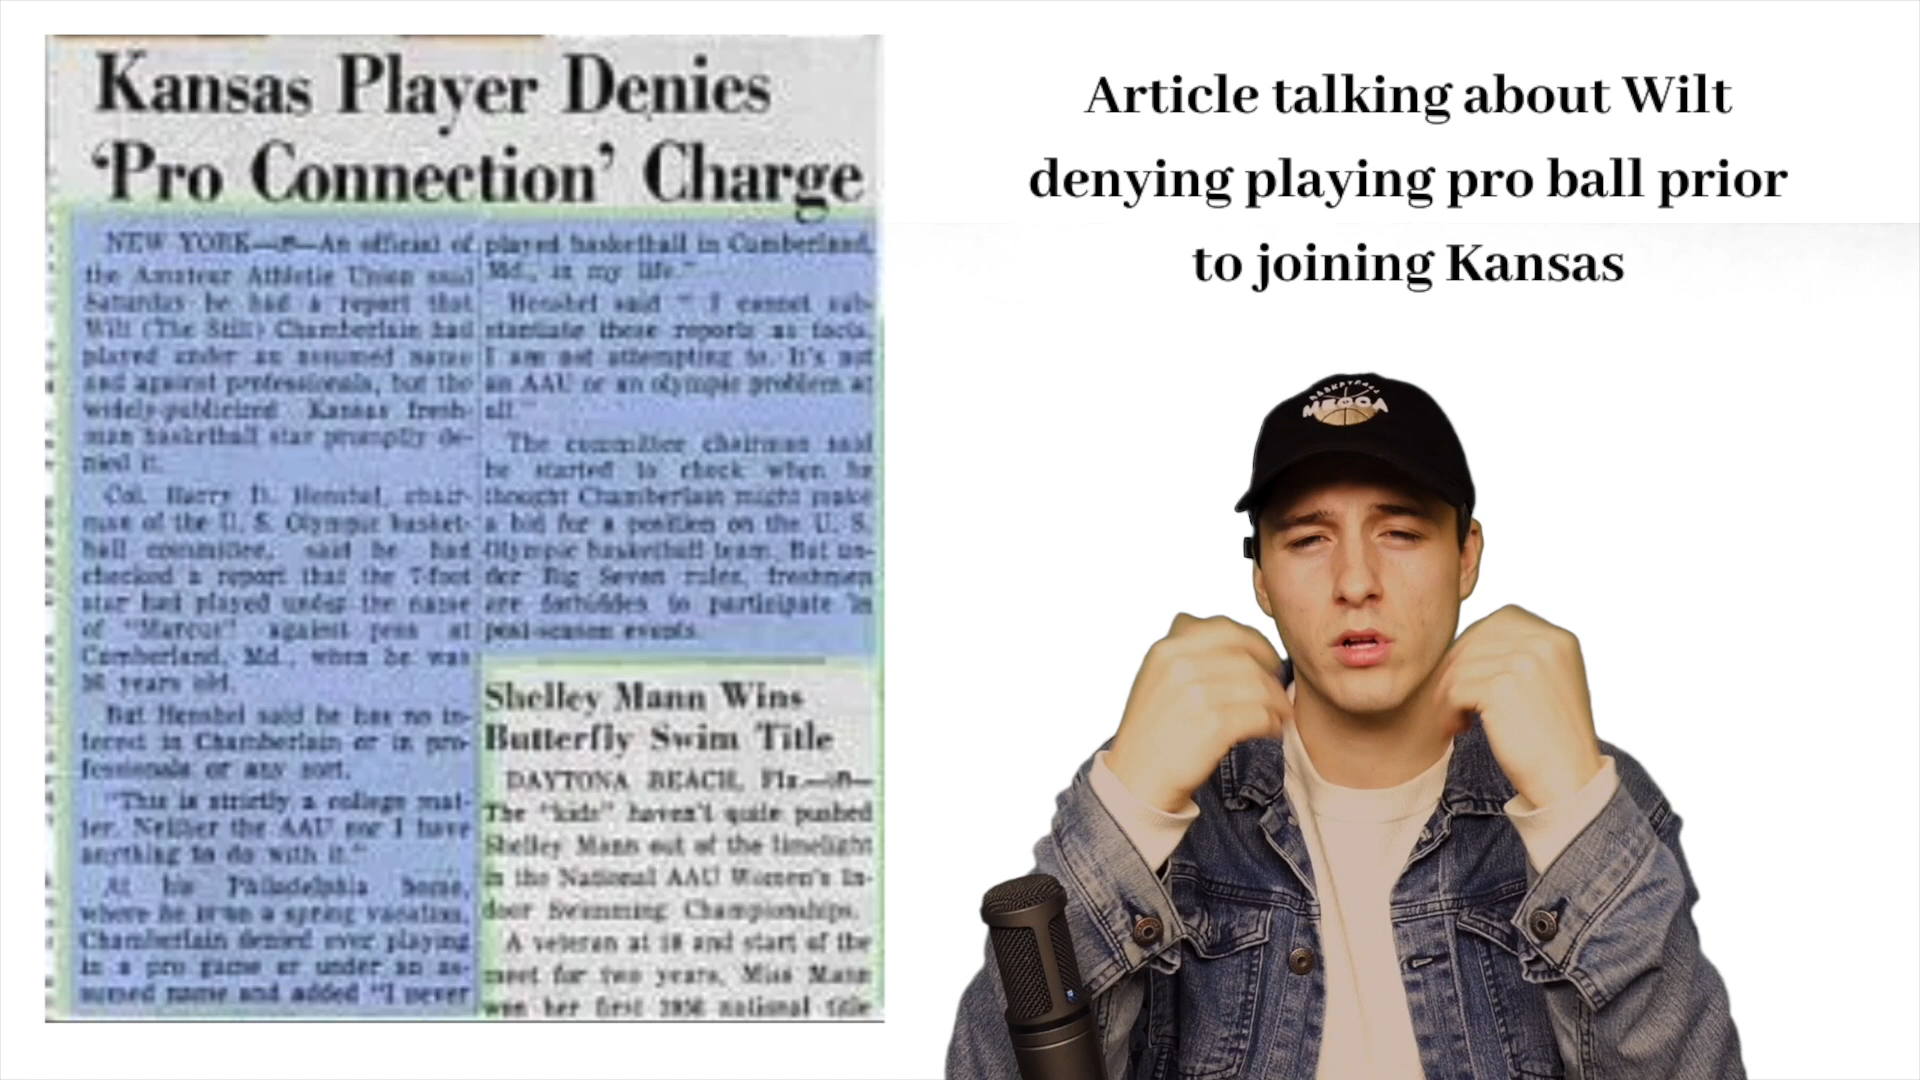 Kansas Player Denies
'Pro Connection' Charge
NEW YORK—(P)—An official of
the Amateur Athletic Union said
Saturday he had a report that
Wilt (The Stilt) Chamberlain had
played under an assumed name
and against professionals, but the
widely-publicized Kansas fresh-
man basketball star promptly de-
nied it.
Col. Harry D. Henshel, chair-
man of the U. S. Olympic basket-
ball committee, said he had
checked a report that the 7-foot
star had played under the name
of "Marcus" against pros at
Cumberland, Md., when he was
16 years old.
But Henshel said he has no in-
terest in Chamberlain or in pro-
fessionals of any sort.
"This is strictly a college mat-
ter. Neither the AAU nor I have
anything to do with it."
At his Philadelphia home,
where he is on a spring vacation,
Chamberlain denied ever playing
in a pro game or under an as-
sumed name and added "I never
played basketball in Cumberland,
Md., in my life."
Henshel said " I cannot sub-
stantiate these reports as facts.
I am not attempting to. It's not
an AAU or an olympic problem at
all."
The committee chairman said
he started to check when he
thought Chamberlain might make
a bid for a position on the U. S.
Olympic basketball team. But un-
der Big Seven rules, freshmen
are forbidden to participate in
post-season events.
Shelley Mann Wins
Butterfly Swim Title
DAYTONA BEACH, Fla.—(P)—
The "kids" haven't quite pushed
Shelley Mann out of the limelight
in the National AAU Women's In-
door Swimming Championships.
A veteran at 18 and start of the
meet for two years, Miss Mann
won her first 1956 national title
Article talking about Wilt
denying playing pro ball prior
to joining Kansas
MECCA